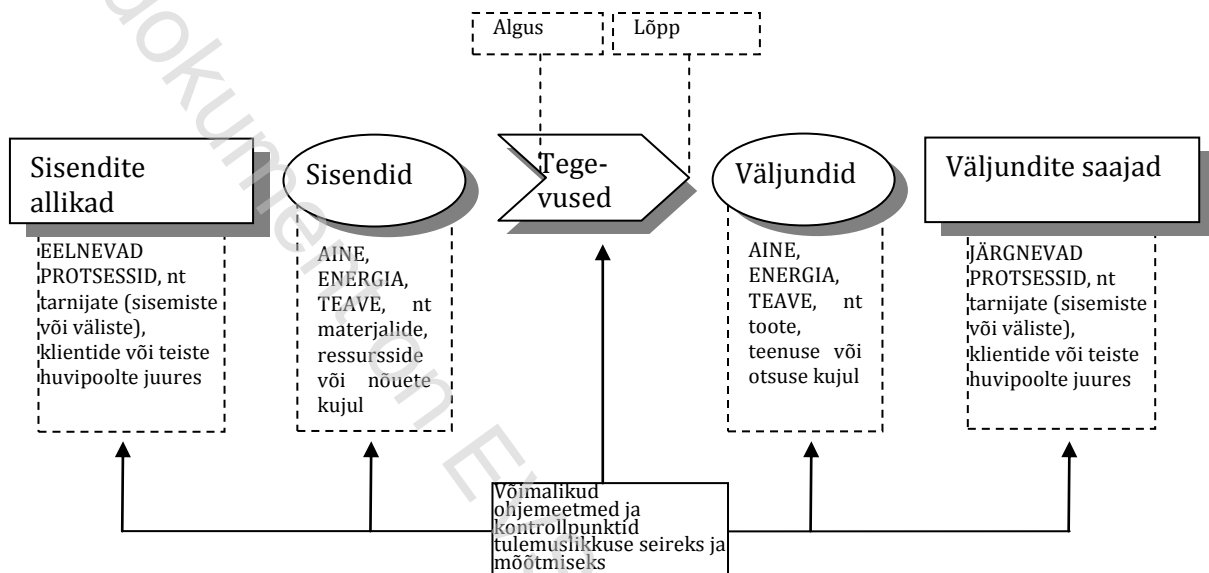 Algus
Lõpp
Sisendite
allikad
Sisendid
Tege-
vused
Väljundid
Väljundite saajad
EELNEVAD
PROTSESSID, nt
tarnijate (sisemiste
või väliste),
klientide või teiste
huvipoolte juures
AINE,
ENERGIA,
TEAVE, nt
materjalide,
ressursside
või nõuete
kujul
AINE,
ENERGIA,
TEAVE, nt
toote,
teenuse või
otsuse kujul
JÄRGNEVAD
PROTSESSID, nt
tarnijate (sisemiste
või väliste),
klientide või teiste
huvipoolte juures
Võimalikud
ohjemeetmed ja
kontrollpunktid
tulemuslikkuse seireks ja
mõõtmiseks
dokument on